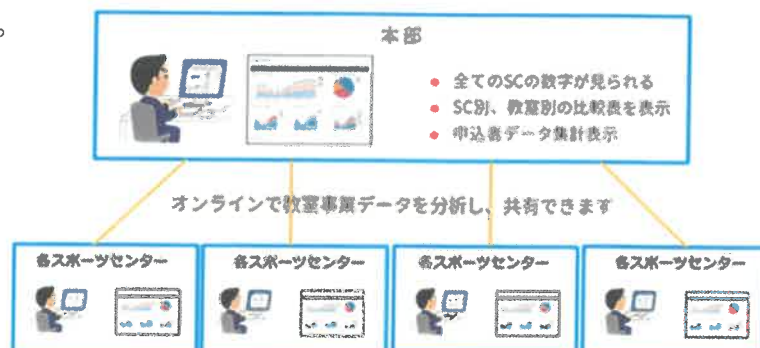 本部
全てのSCの数字が見られる
SC別、教室別の比較表を表示
申込者データ集計表示
オンラインで教室事業データを分析し、共有できます
各スポーツセンター
各スポーツセンター
各スポーツセンター
各スポーツセンター